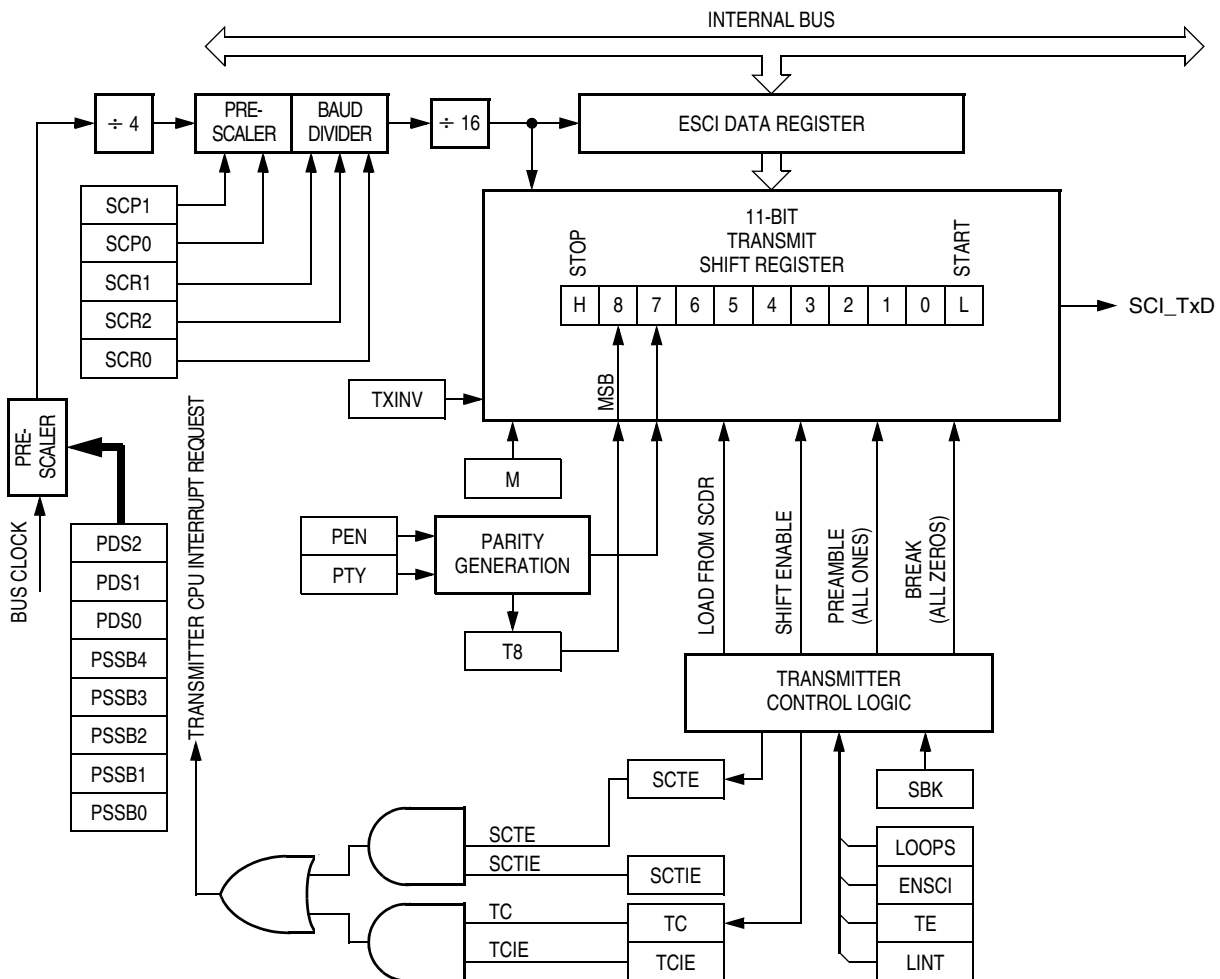 INTERNAL BUS
÷ 4
PRE-
SCALER
BAUD
DIVIDER
÷ 16
ESCI DATA REGISTER
SCP1
SCP0
SCR1
SCR2
SCR0
11-BIT
TRANSMIT
SHIFT REGISTER
STOP
START
H 8 7 6 5 4 3 2 1 0 L
SCI_TxD
MSB
TXINV
M
PRE-
SCALER
BUS CLOCK
PDS2
PDS1
PDS0
PSSB4
PSSB3
PSSB2
PSSB1
PSSB0
TRANSMITTER CPU INTERRUPT REQUEST
PEN
PTY
PARITY
GENERATION
T8
LOAD FROM SCDR
SHIFT ENABLE
PREAMBLE
(ALL ONES)
BREAK
(ALL ZEROS)
TRANSMITTER
CONTROL LOGIC
SCTE
SBK
SCTE
SCTIE
SCTIE
TC
TC
TCIE
TCIE
LOOPS
ENSCI
TE
LINT